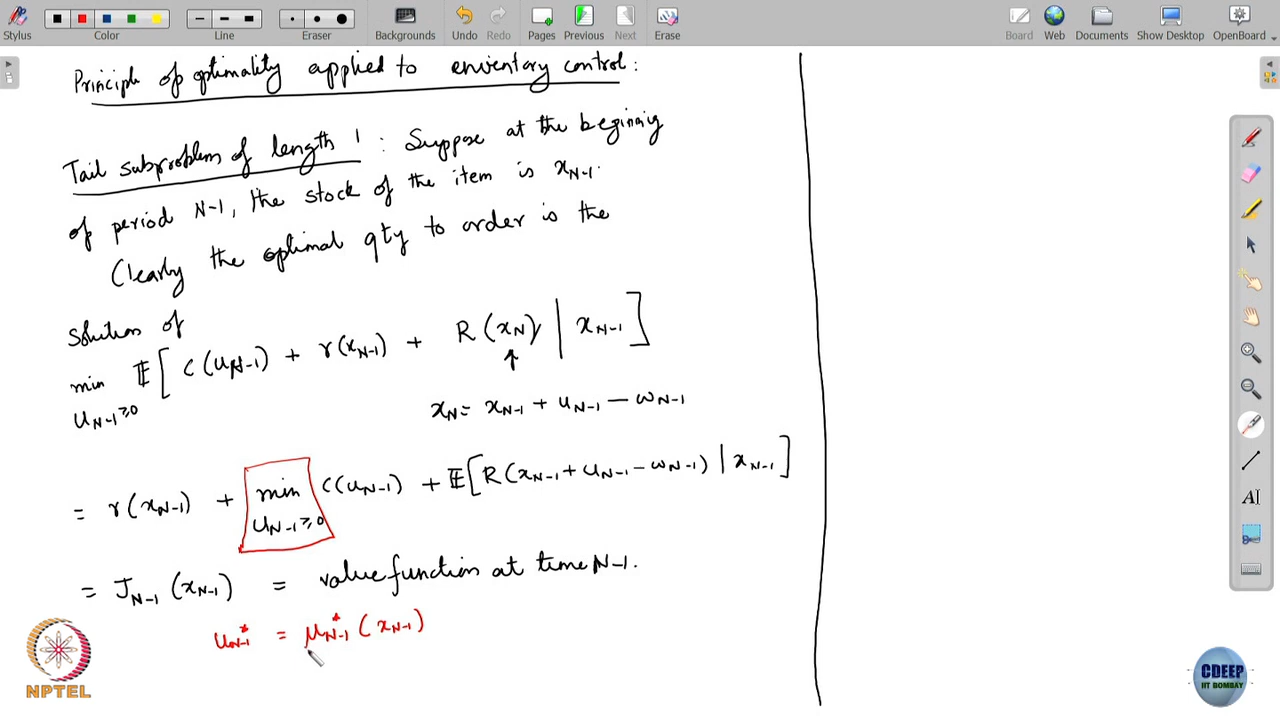 Stylus
Color
Line
Eraser
Backgrounds
Undo
Redo
Pages
Previous
Next
Erase
Board
Web
Documents
Show Desktop
OpenBoard
Principle of optimality applied to enventory control:
Tail subproblem of length 1 : Suppose at the beginig
of period N-1, the stock of the item is x_{N-1}.
Clearly the optimal qty to order is the
solution of
min E[ C(u_{N-1}) + r(x_{N-1}) + R(x_N) | x_{N-1} ]
u_{N-1} ≥ 0
x_N = x_{N-1} + u_{N-1} - ω_{N-1}
= r(x_{N-1}) + min C(u_{N-1}) + E[ R(x_{N-1} + u_{N-1} - ω_{N-1}) | x_{N-1} ]
u_{N-1} ≥ 0
= J_{N-1}(x_{N-1}) = value function at time N-1.
u*_{N-1} = μ*_{N-1}(x_{N-1})
NPTEL
CDEEP
IIT BOMBAY